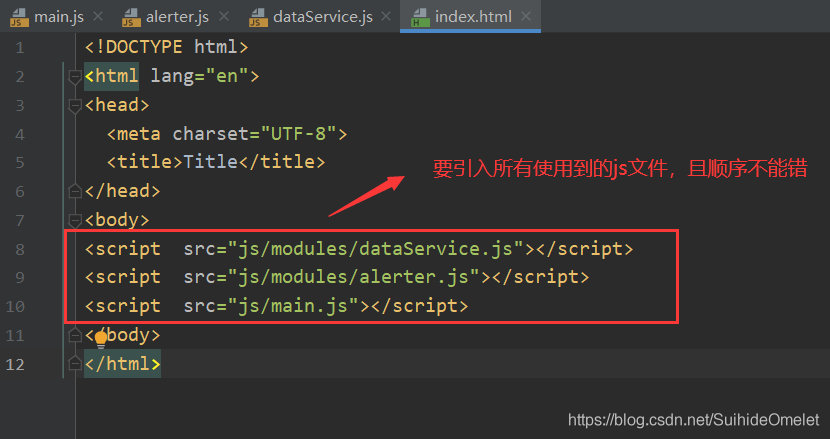 main.js alerter.js dataService.js index.html
1 <!DOCTYPE html>
2 <html lang="en">
3 <head>
4 <meta charset="UTF-8">
5 <title>Title</title>
要引入所有使用到的js文件，且顺序不能错
6 </head>
7 <body>
8 <script  src="js/modules/dataService.js"></script>
9 <script  src="js/modules/alerter.js"></script>
10 <script  src="js/main.js"></script>
11 </body>
12 </html>
https://blog.csdn.net/SuihideOmelet